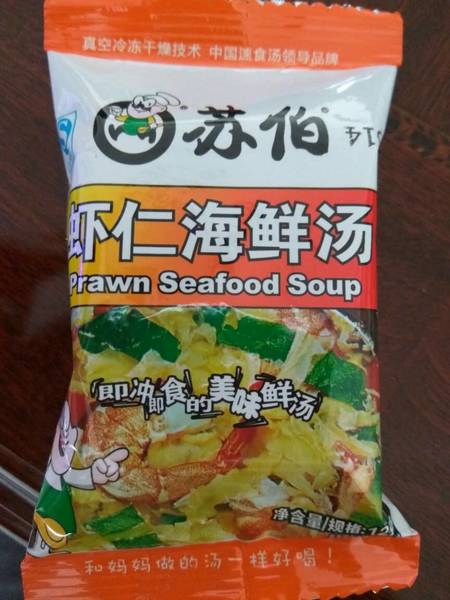 真空冷冻干燥技术 中国速食汤领导品牌
苏伯
虾仁海鲜汤
Prawn Seafood Soup
即冲即食的美味鲜汤
净含量/规格:12
和妈妈做的汤一样好喝!